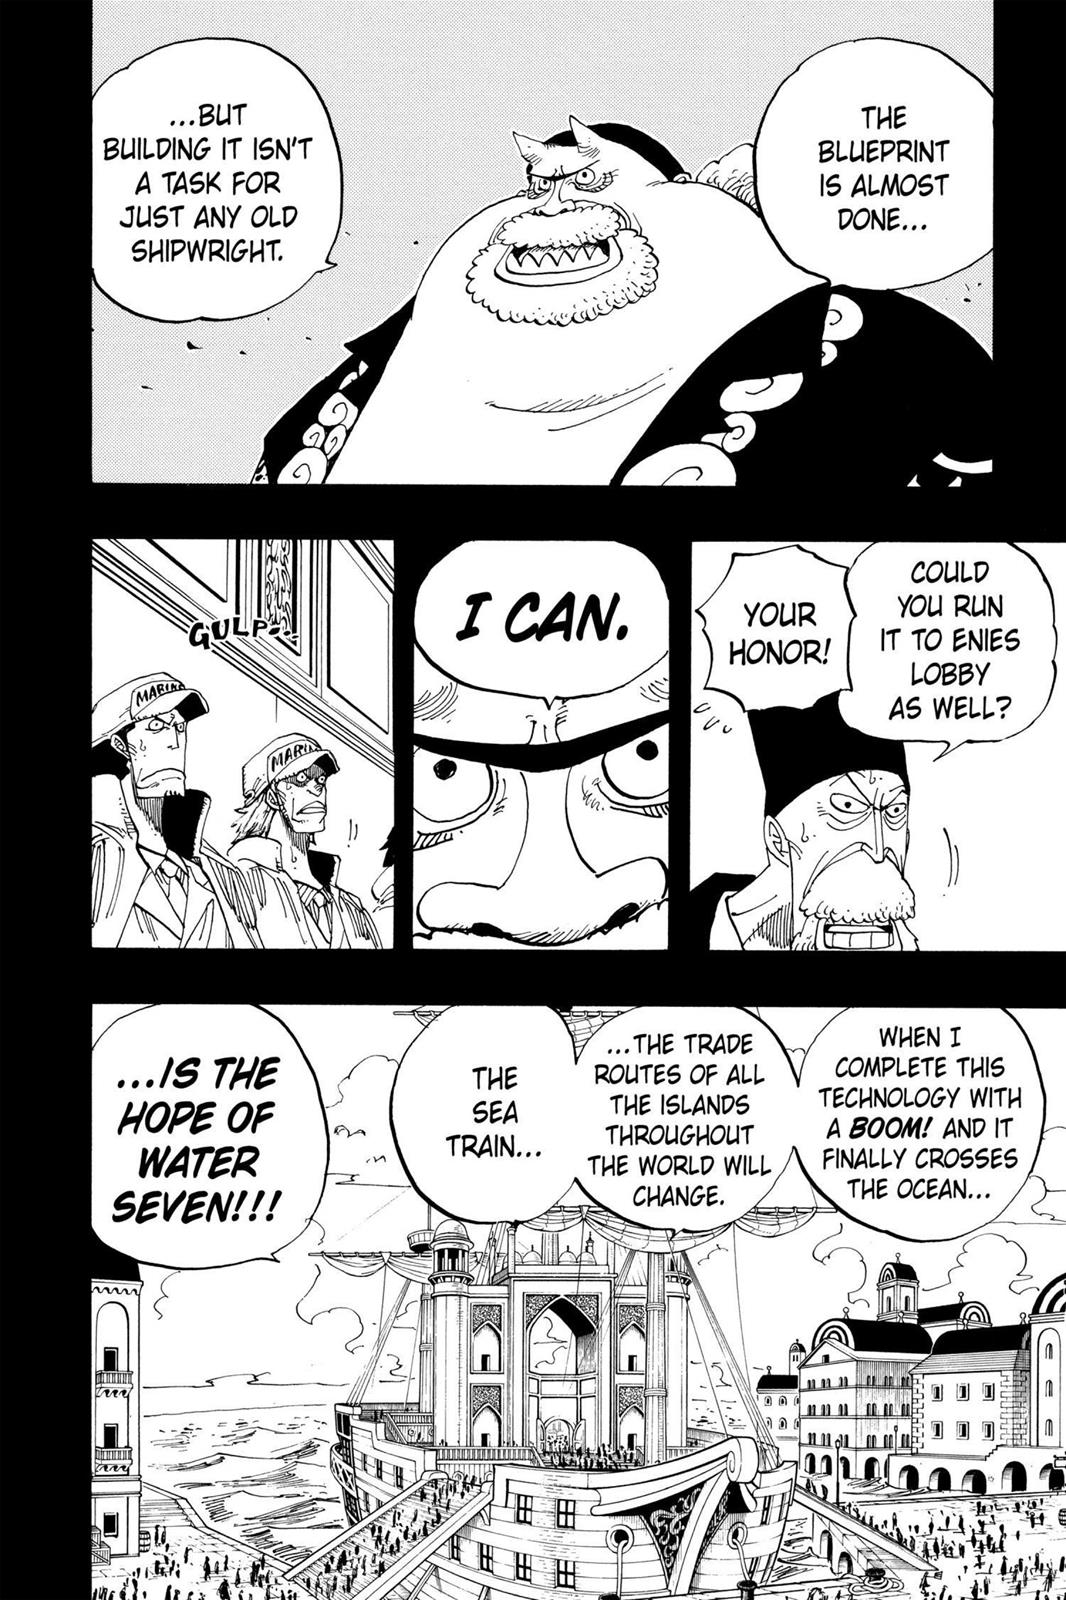 THE
BLUEPRINT
IS ALMOST
DONE...
...BUT
BUILDING IT ISN'T
A TASK FOR
JUST ANY OLD
SHIPWRIGHT.
COULD
YOU RUN
IT TO ENIES
LOBBY
AS WELL?
YOUR
HONOR!
I CAN.
GULP...
MARINE
MARIN
WHEN I
COMPLETE THIS
TECHNOLOGY WITH
A BOOM! AND IT
FINALLY CROSSES
THE OCEAN...
...THE TRADE
ROUTES OF ALL
THE ISLANDS
THROUGHOUT
THE WORLD WILL
CHANGE.
THE
SEA
TRAIN...
...IS THE
HOPE OF
WATER
SEVEN!!!